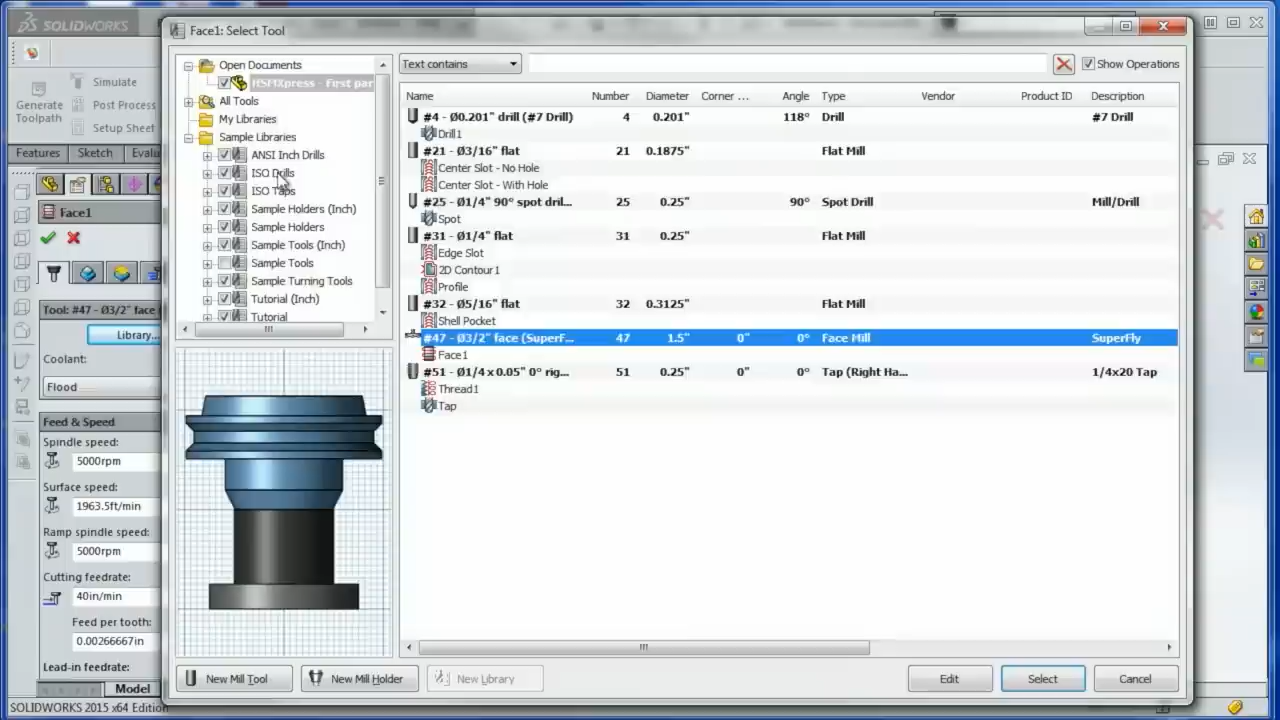 SOLIDWORKS
Face1: Select Tool
Simulate
Generate
Toolpath
Post Process
Setup Sheet
Features
Sketch
Evalu
Face1
Tool: #47 - Ø3/2" face
Library...
Coolant:
Flood
Feed & Speed
Spindle speed:
5000rpm
Surface speed:
1963.5ft/min
Ramp spindle speed:
5000rpm
Cutting feedrate:
40in/min
Feed per tooth:
0.00266667in
Lead-in feedrate:
Model
SOLIDWORKS 2015 x64 Edition
Open Documents
HSMXpress - First par
All Tools
My Libraries
Sample Libraries
ANSI Inch Drills
ISO Drills
ISO Taps
Sample Holders (Inch)
Sample Holders
Sample Tools (Inch)
Sample Tools
Sample Turning Tools
Tutorial (Inch)
Tutorial
Text contains
Show Operations
Name Number Diameter Corner ... Angle Type Vendor Product ID Description
#4 - Ø0.201" drill (#7 Drill) 4 0.201" 118° Drill #7 Drill
Drill1
#21 - Ø3/16" flat 21 0.1875" Flat Mill
Center Slot - No Hole
Center Slot - With Hole
#25 - Ø1/4" 90° spot dril... 25 0.25" 90° Spot Drill Mill/Drill
Spot
#31 - Ø1/4" flat 31 0.25" Flat Mill
Edge Slot
2D Contour1
Profile
#32 - Ø5/16" flat 32 0.3125" Flat Mill
Shell Pocket
#47 - Ø3/2" face (SuperF... 47 1.5" 0" 0° Face Mill SuperFly
Face1
#51 - Ø1/4 x 0.05" 0° rig... 51 0.25" 0" 0° Tap (Right Ha... 1/4x20 Tap
Thread1
Tap
New Mill Tool
New Mill Holder
New Library
Edit
Select
Cancel